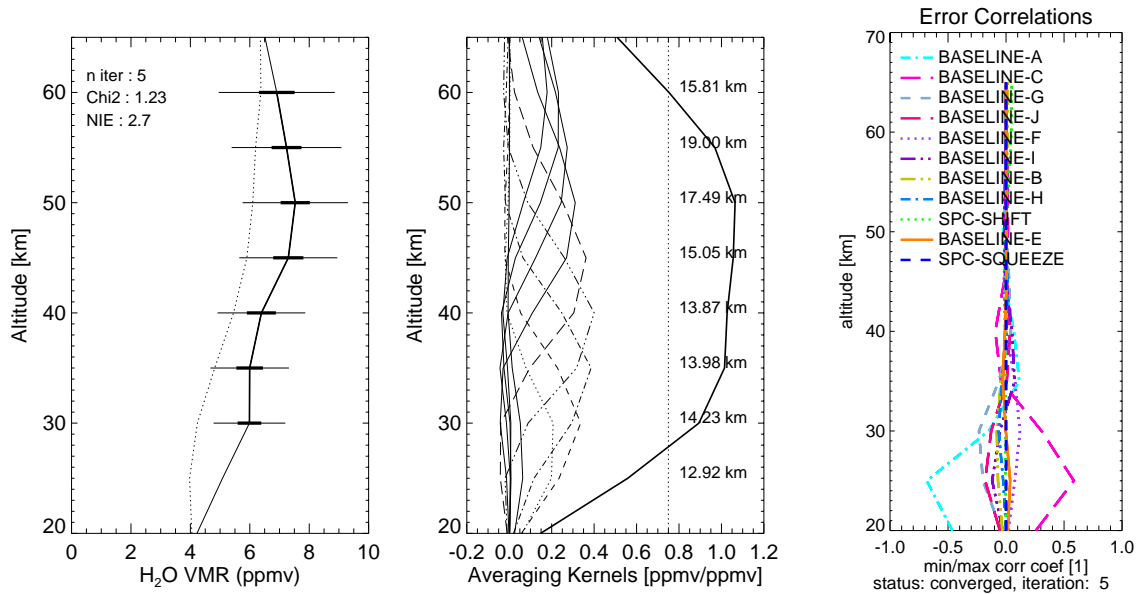 n iter : 5
Chi2 : 1.23
NIE : 2.7
60
50
40
30
20
Altitude [km]
0 2 4 6 8 10
H2O VMR (ppmv)
60
50
40
30
20
Altitude [km]
15.81 km
19.00 km
17.49 km
15.05 km
13.87 km
13.98 km
14.23 km
12.92 km
-0.2 0.0 0.2 0.4 0.6 0.8 1.0 1.2
Averaging Kernels [ppmv/ppmv]
Error Correlations
70
60
50
40
30
20
altitude [km]
BASELINE-A
BASELINE-C
BASELINE-G
BASELINE-J
BASELINE-F
BASELINE-I
BASELINE-B
BASELINE-H
SPC-SHIFT
BASELINE-E
SPC-SQUEEZE
-1.0 -0.5 0.0 0.5 1.0
min/max corr coef [1]
status: converged, iteration: 5